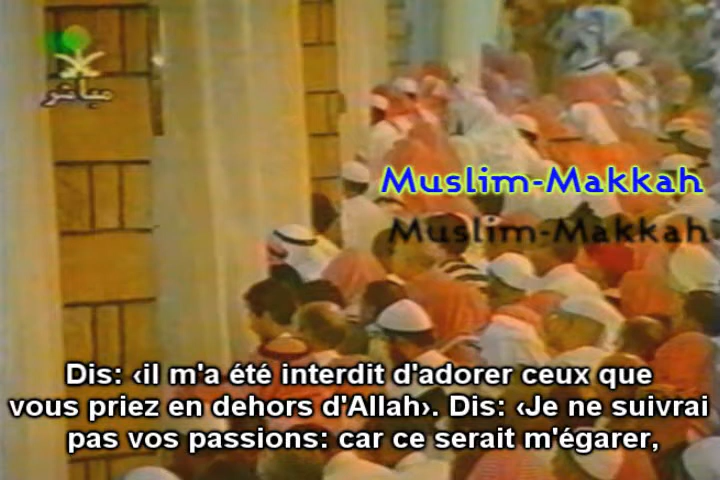 مباشر
Muslim-Makkah
Muslim-Makkah
Dis: ‹il m'a été interdit d'adorer ceux que
vous priez en dehors d'Allah›. Dis: ‹Je ne suivrai
pas vos passions: car ce serait m'égarer,